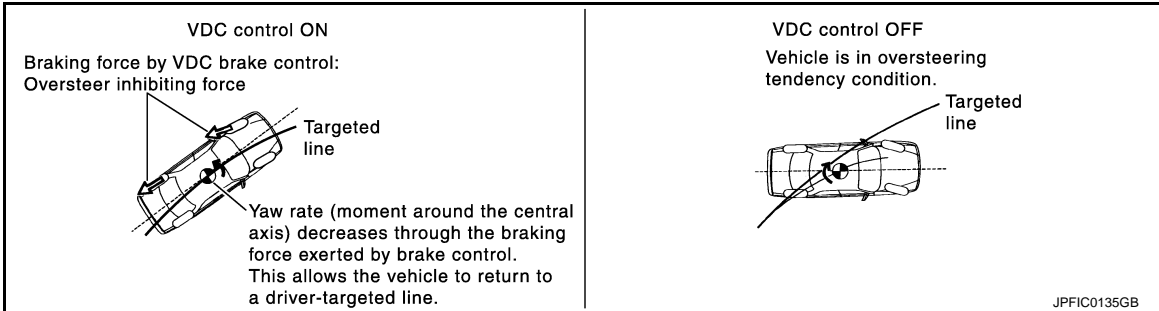 VDC control ON
Braking force by VDC brake control:
Oversteer inhibiting force
Targeted
line
Yaw rate (moment around the central
axis) decreases through the braking
force exerted by brake control.
This allows the vehicle to return to
a driver-targeted line.
VDC control OFF
Vehicle is in oversteering
tendency condition.
Targeted
line
JPFIC0135GB